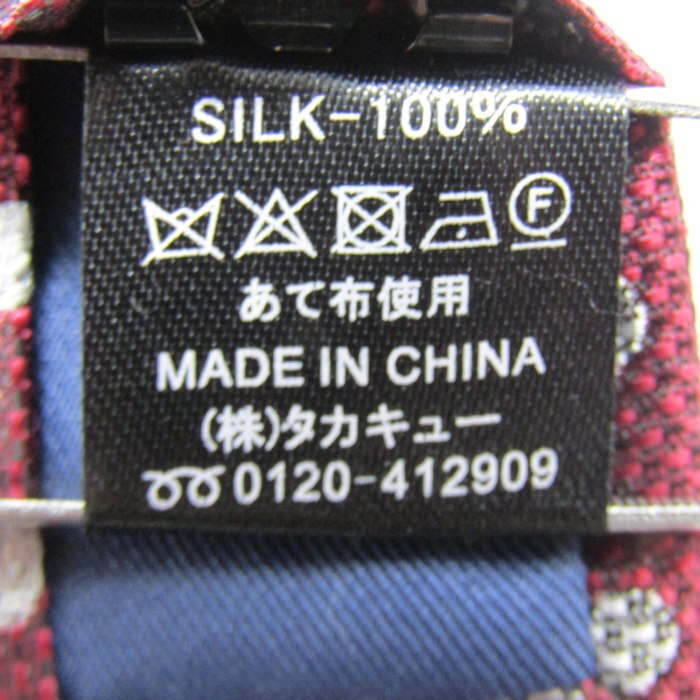 SILK-100%
F
あて布使用
MADE IN CHINA
(株)タカキュー
0120-412909